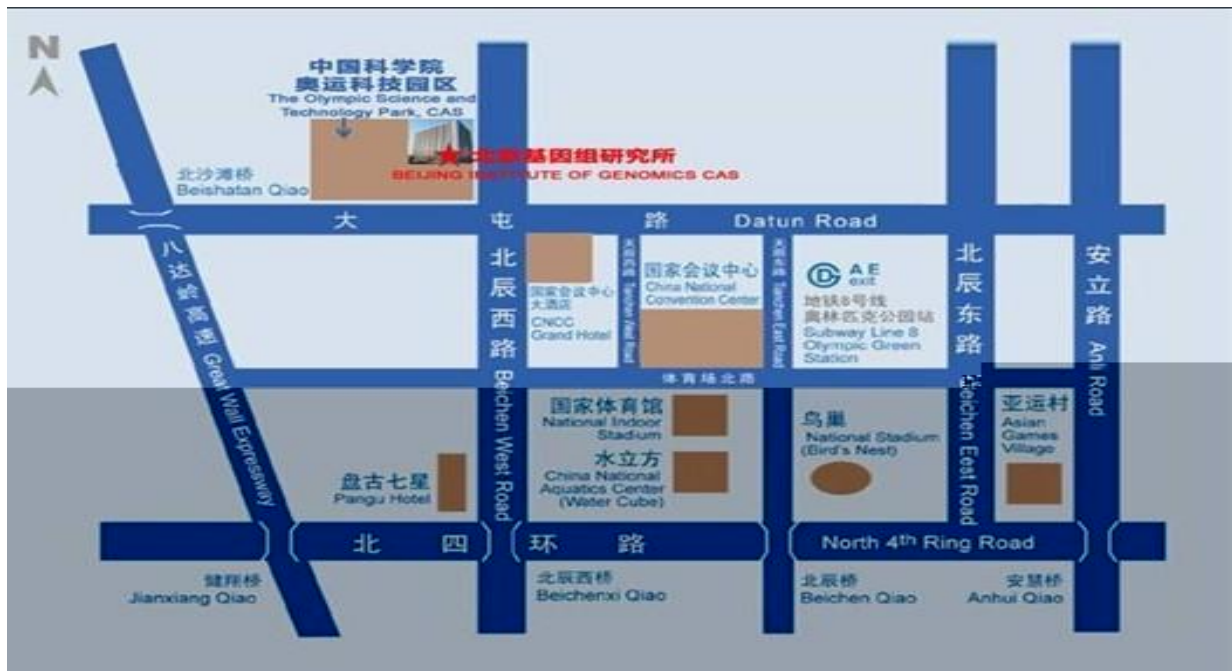 N
中国科学院
奥运科技园区
The Olympic Science and
Technology Park, CAS
北京基因组研究所
BEIJING INSTITUTE OF GENOMICS CAS
北沙滩桥
Beishatan Qiao
大屯路 Datun Road
八达岭高速 Great Wall Expressway
北辰西路 Beichen West Road
国家会议中心
大酒店
CNCC
Grand Hotel
天辰西路 Tianchen West Road
国家会议中心
China National
Convention Center
天辰东路 Tianchen East Road
A E
exit
地铁8号线
奥林匹克公园站
Subway Line 8
Olympic Green
Station
北辰东路 Beichen East Road
安立路 Anli Road
体育场北路
国家体育馆
National Indoor
Stadium
水立方
China National
Aquatics Center
(Water Cube)
鸟巢
National Stadium
(Bird's Nest)
亚运村
Asian
Games
Village
盘古七星
Pangu Hotel
北四环路 North 4th Ring Road
健翔桥
Jianxiang Qiao
北辰西桥
Beichenxi Qiao
北辰桥
Beichen Qiao
安慧桥
Anhui Qiao